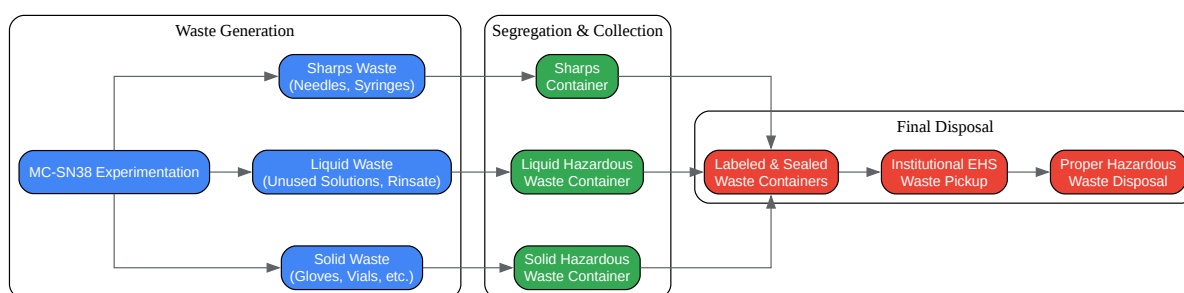 Waste Generation
Sharps Waste
(Needles, Syringes)
MC-SN38 Experimentation
Liquid Waste
(Unused Solutions, Rinsate)
Solid Waste
(Gloves, Vials, etc.)
Segregation & Collection
Sharps
Container
Liquid Hazardous
Waste Container
Solid Hazardous
Waste Container
Final Disposal
Labeled & Sealed
Waste Containers
Institutional EHS
Waste Pickup
Proper Hazardous
Waste Disposal